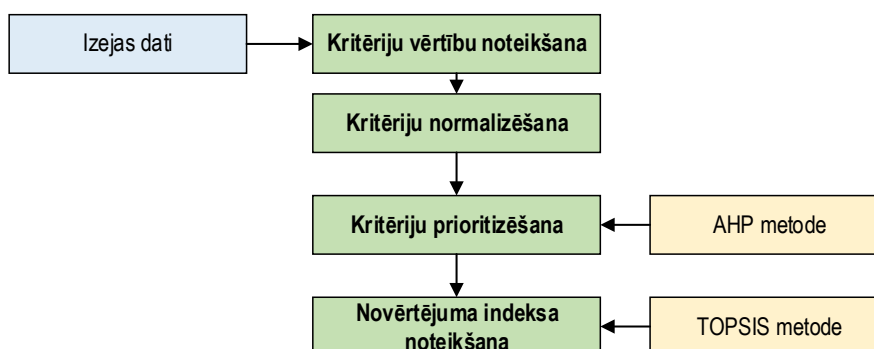 Izejas dati
Kritēriju vērtību noteikšana
Kritēriju normalizēšana
Kritēriju prioritizēšana
AHP metode
Novērtējuma indeksa
noteikšana
TOPSIS metode